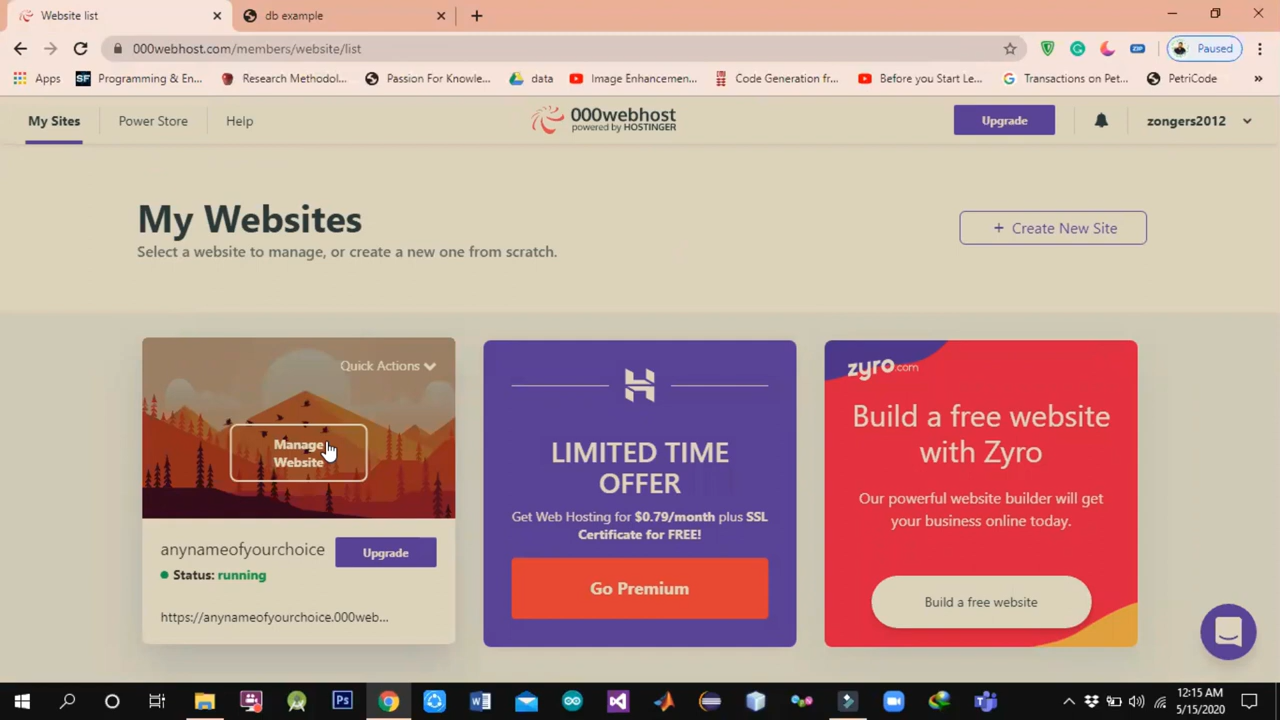 Website list
db example
000webhost.com/members/website/list
Paused
Apps
Programming & En...
Research Methodol...
Passion For Knowle...
data
Image Enhancemen...
Code Generation fr...
Before you Start Le...
Transactions on Pet...
PetriCode
»
My Sites
Power Store
Help
000webhost
powered by HOSTINGER
Upgrade
zongers2012
My Websites
Select a website to manage, or create a new one from scratch.
+ Create New Site
Quick Actions
Manage
Website
anynameofyourchoice
Upgrade
Status: running
https://anynameofyourchoice.000web...
LIMITED TIME
OFFER
Get Web Hosting for $0.79/month plus SSL
Certificate for FREE!
Go Premium
zyro.com
Build a free website
with Zyro
Our powerful website builder will get
your business online today.
Build a free website
12:15 AM
5/15/2020